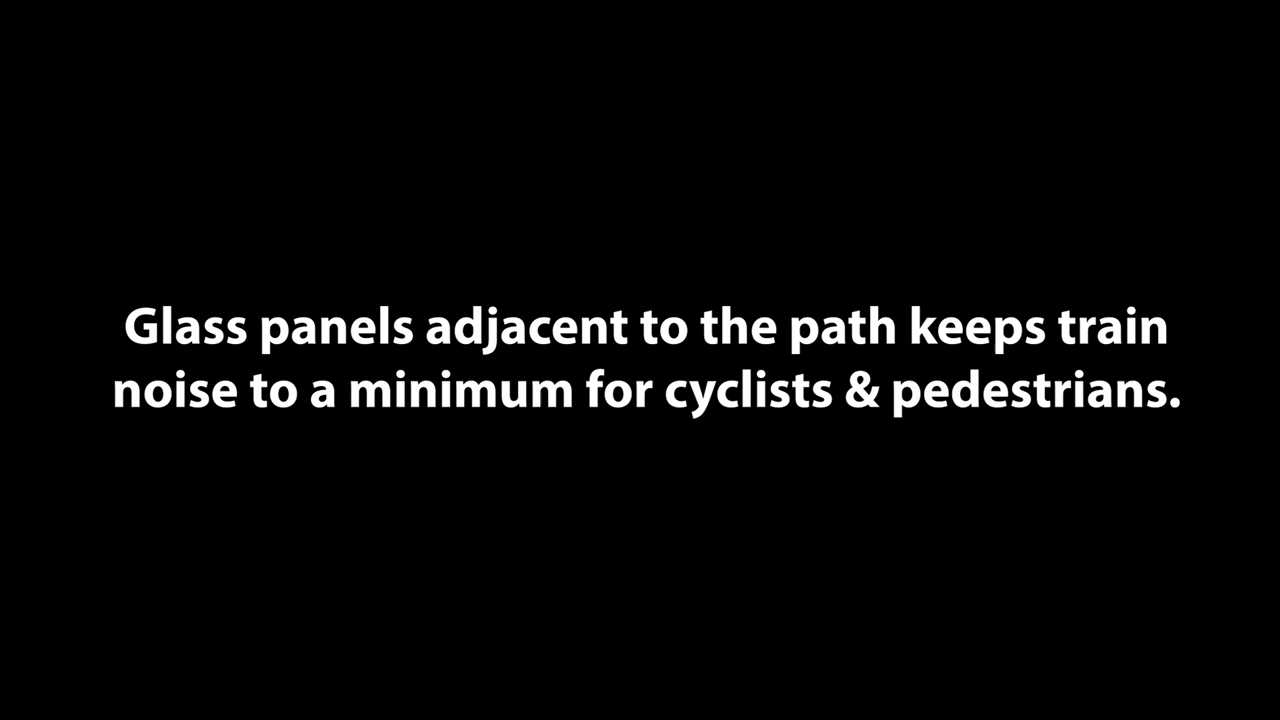 Glass panels adjacent to the path keeps train
noise to a minimum for cyclists & pedestrians.